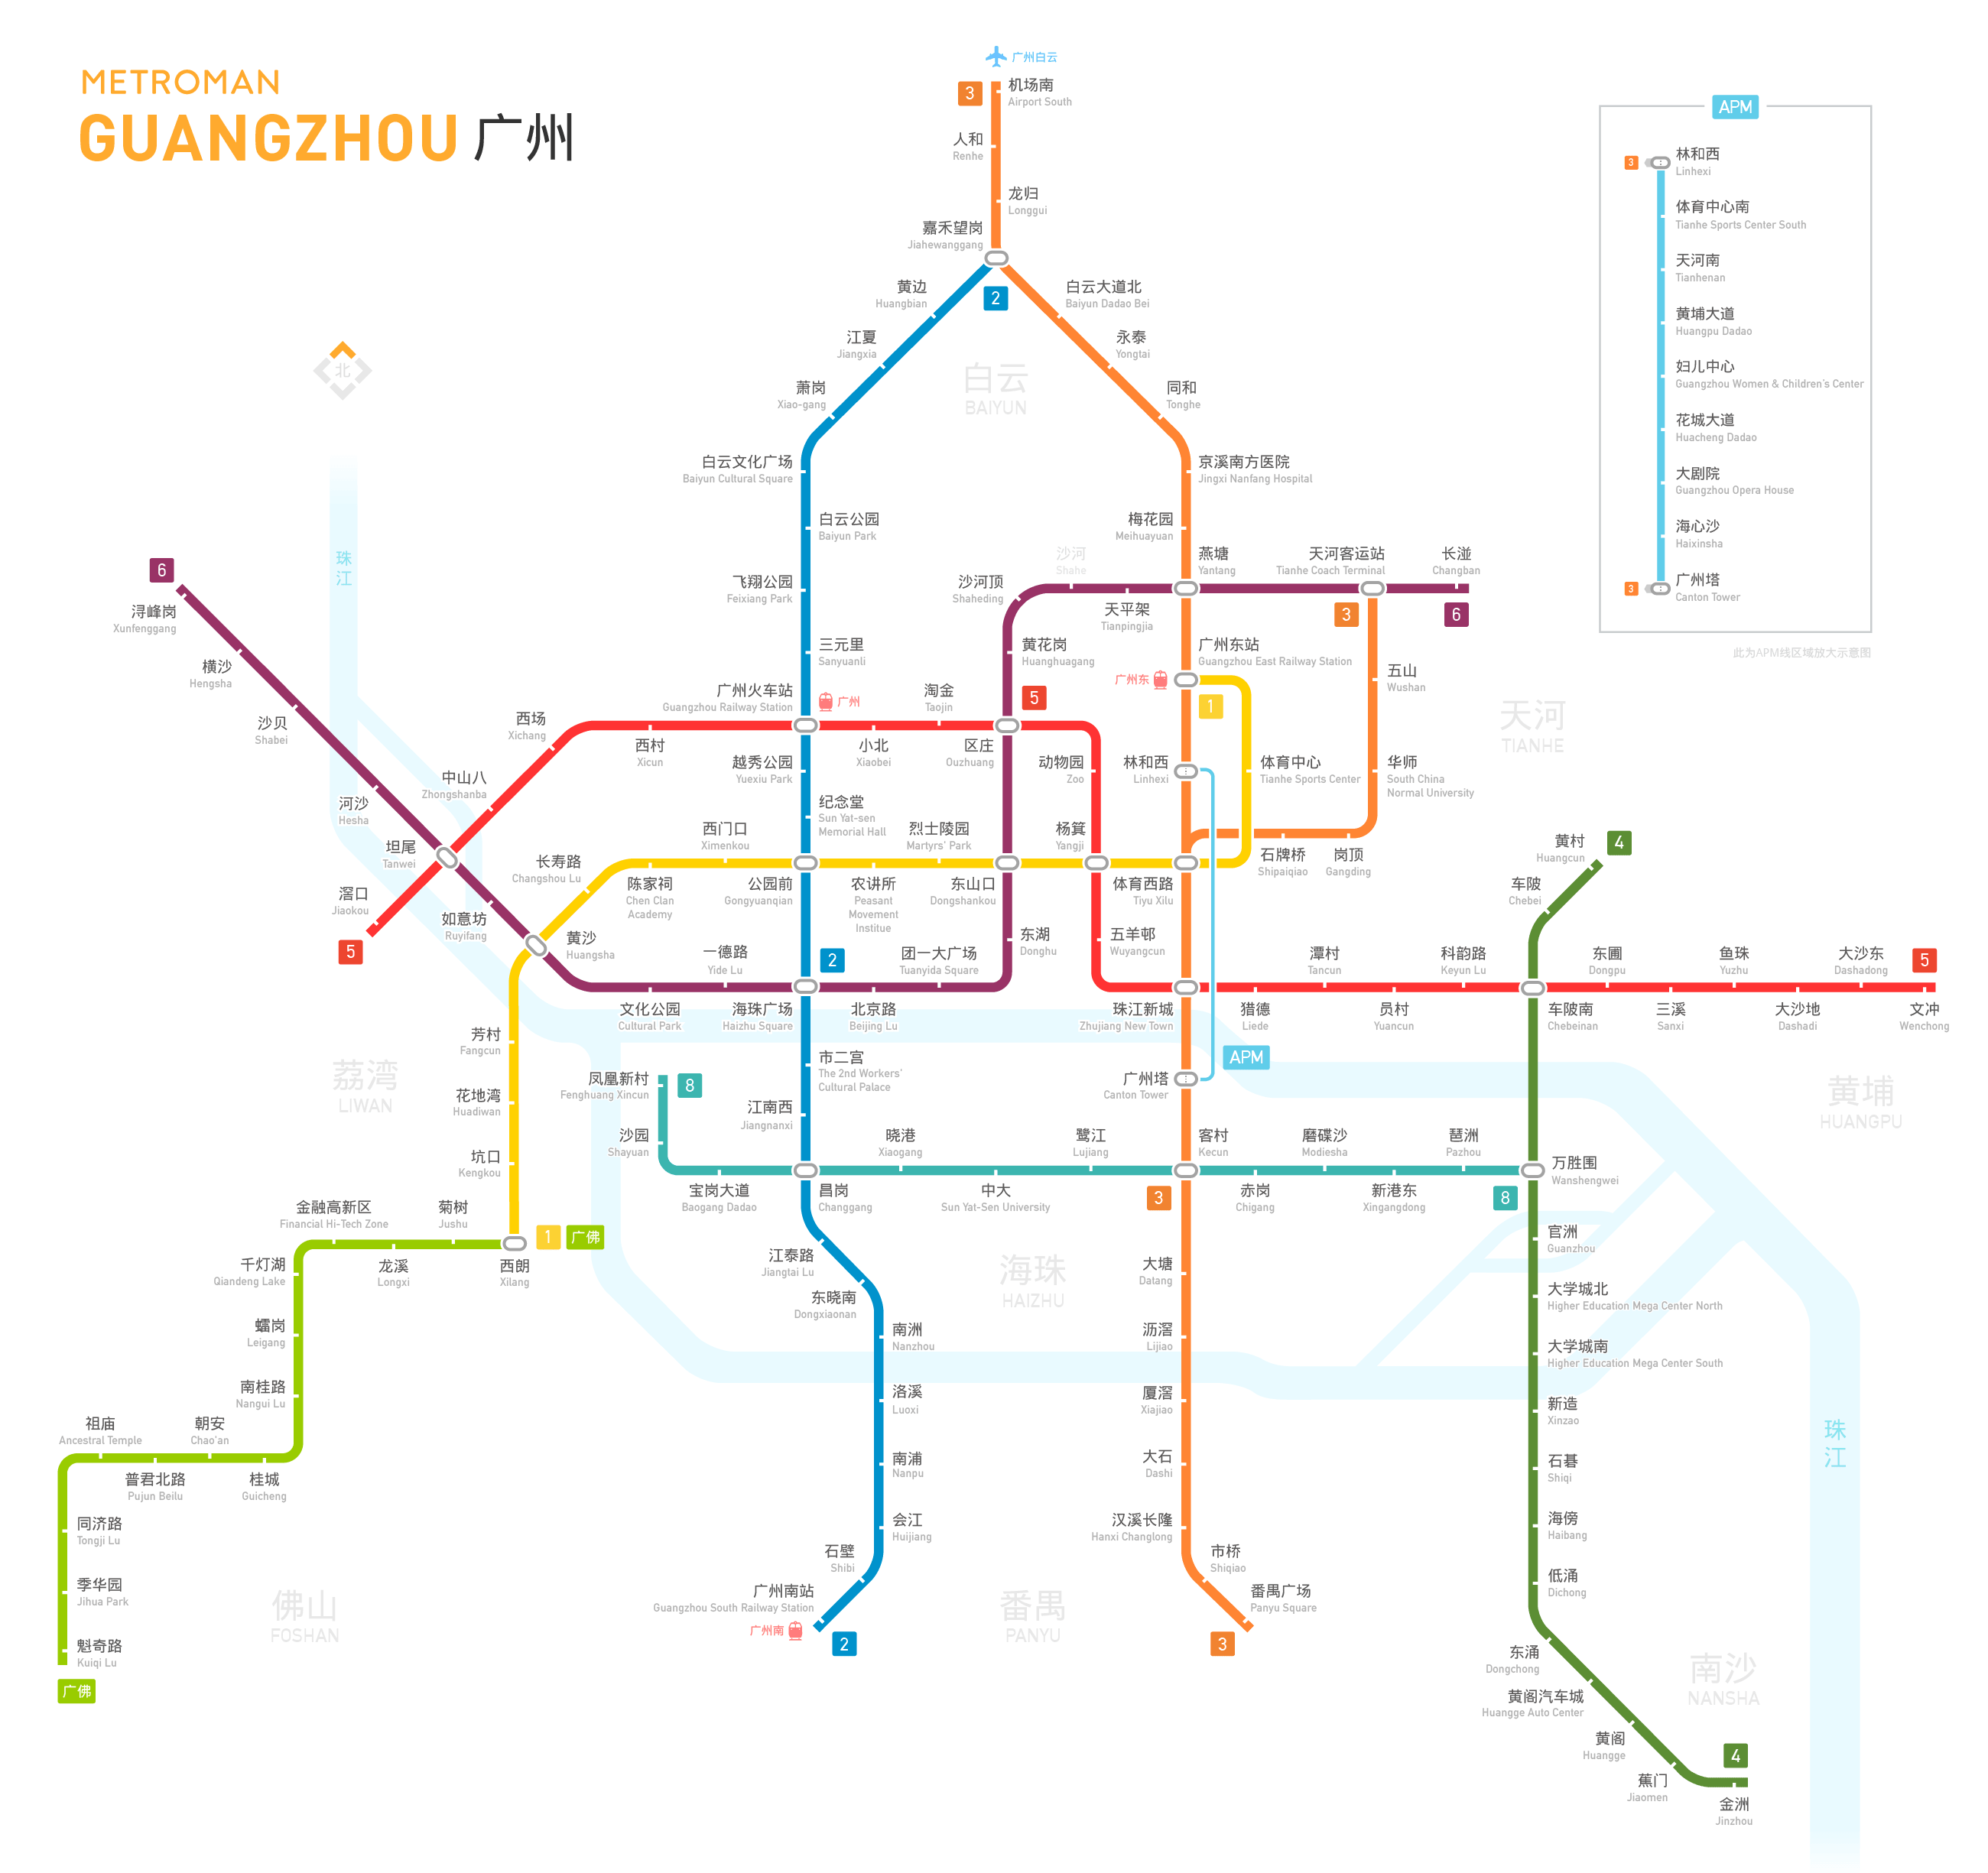 METROMAN
GUANGZHOU 广州
广州白云
3
机场南
Airport South
人和
Renhe
龙归
Longgui
嘉禾望岗
Jiahewanggang
2
黄边
Huangbian
江夏
Jiangxia
萧岗
Xiao-gang
白云文化广场
Baiyun Cultural Square
白云公园
Baiyun Park
飞翔公园
Feixiang Park
三元里
Sanyuanli
广州火车站
Guangzhou Railway Station
广州
越秀公园
Yuexiu Park
纪念堂
Sun Yat-sen
Memorial Hall
公园前
Gongyuanqian
2
海珠广场
Haizhu Square
市二宫
The 2nd Workers'
Cultural Palace
江南西
Jiangnanxi
昌岗
Changgang
江泰路
Jiangtai Lu
东晓南
Dongxiaonan
南洲
Nanzhou
洛溪
Luoxi
南浦
Nanpu
会江
Huijiang
石壁
Shibi
广州南站
Guangzhou South Railway Station
广州南
2
白云大道北
Baiyun Dadao Bei
永泰
Yongtai
同和
Tonghe
京溪南方医院
Jingxi Nanfang Hospital
梅花园
Meihuayuan
燕塘
Yantang
广州东站
Guangzhou East Railway Station
广州东
1
林和西
Linhexi
体育西路
Tiyu Xilu
珠江新城
Zhujiang New Town
APM
广州塔
Canton Tower
客村
Kecun
3
大塘
Datang
沥滘
Lijiao
厦滘
Xiajiao
大石
Dashi
汉溪长隆
Hanxi Changlong
市桥
Shiqiao
番禺广场
Panyu Square
3
天河客运站
Tianhe Coach Terminal
3
五山
Wushan
华师
South China
Normal University
岗顶
Gangding
石牌桥
Shipaiqiao
长湴
Changban
6
天平架
Tianpingjia
沙河
Shahe
沙河顶
Shaheding
黄花岗
Huanghuagang
5
区庄
Ouzhuang
东山口
Dongshankou
东湖
Donghu
团一大广场
Tuanyida Square
北京路
Beijing Lu
一德路
Yide Lu
文化公园
Cultural Park
黄沙
Huangsha
如意坊
Ruyifang
坦尾
Tanwei
河沙
Hesha
沙贝
Shabei
横沙
Hengsha
浔峰岗
Xunfenggang
6
5
滘口
Jiaokou
中山八
Zhongshanba
西场
Xichang
西村
Xicun
小北
Xiaobei
淘金
Taojin
动物园
Zoo
杨箕
Yangji
五羊邨
Wuyangcun
猎德
Liede
潭村
Tancun
员村
Yuancun
科韵路
Keyun Lu
车陂南
Chebeinan
东圃
Dongpu
三溪
Sanxi
鱼珠
Yuzhu
大沙地
Dashadi
大沙东
Dashadong
文冲
Wenchong
5
体育中心
Tianhe Sports Center
烈士陵园
Martyrs' Park
农讲所
Peasant
Movement
Institue
西门口
Ximenkou
陈家祠
Chen Clan
Academy
长寿路
Changshou Lu
芳村
Fangcun
花地湾
Huadiwan
坑口
Kengkou
西朗
Xilang
1
广佛
菊树
Jushu
龙溪
Longxi
金融高新区
Financial Hi-Tech Zone
千灯湖
Qiandeng Lake
𧒽岗
Leigang
南桂路
Nangui Lu
桂城
Guicheng
朝安
Chao'an
普君北路
Pujun Beilu
祖庙
Ancestral Temple
同济路
Tongji Lu
季华园
Jihua Park
魁奇路
Kuiqi Lu
广佛
凤凰新村
Fenghuang Xincun
8
沙园
Shayuan
宝岗大道
Baogang Dadao
晓港
Xiaogang
中大
Sun Yat-Sen University
鹭江
Lujiang
赤岗
Chigang
磨碟沙
Modiesha
新港东
Xingangdong
琶洲
Pazhou
8
万胜围
Wanshengwei
4
黄村
Huangcun
车陂
Chebei
官洲
Guanzhou
大学城北
Higher Education Mega Center North
大学城南
Higher Education Mega Center South
新造
Xinzao
石碁
Shiqi
海傍
Haibang
低涌
Dichong
东涌
Dongchong
黄阁汽车城
Huangge Auto Center
黄阁
Huangge
蕉门
Jiaomen
金洲
Jinzhou
4
APM
3
林和西
Linhexi
体育中心南
Tianhe Sports Center South
天河南
Tianhenan
黄埔大道
Huangpu Dadao
妇儿中心
Guangzhou Women & Children's Center
花城大道
Huacheng Dadao
大剧院
Guangzhou Opera House
海心沙
Haixinsha
3
广州塔
Canton Tower
此为APM线区域放大示意图
北
珠江
白云
BAIYUN
天河
TIANHE
荔湾
LIWAN
黄埔
HUANGPU
海珠
HAIZHU
珠江
佛山
FOSHAN
番禺
PANYU
南沙
NANSHA